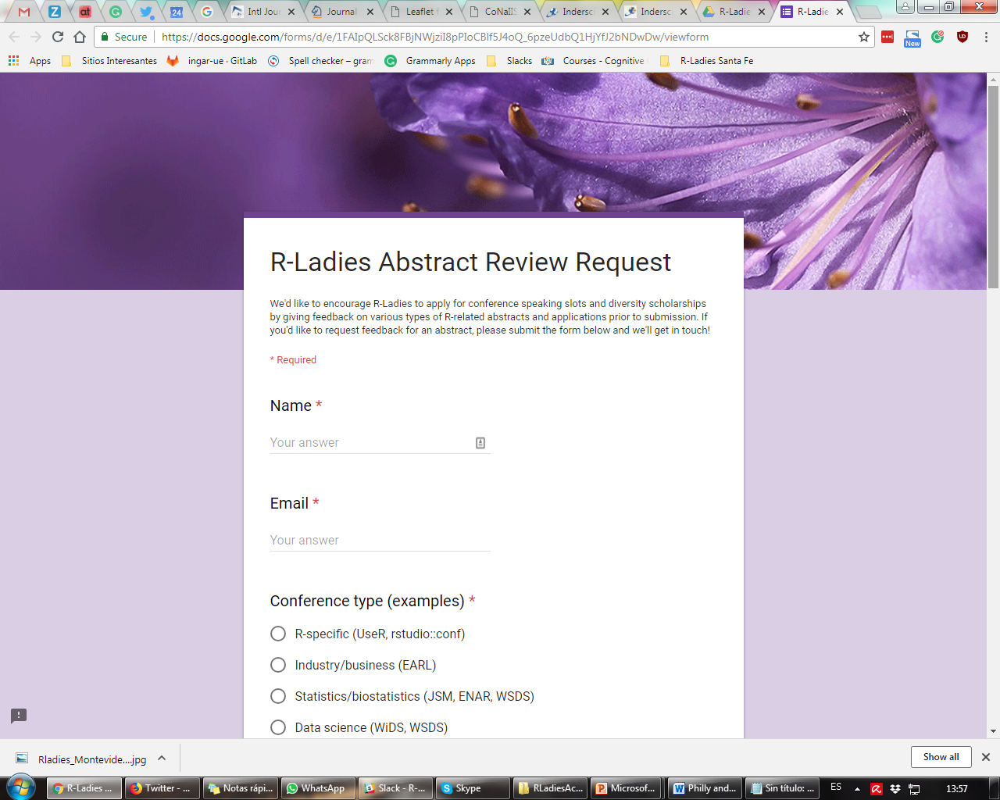 24
Intl Jour
Journal
Leaflet f
CoNaIIS
Indersci
Indersci
R-Ladie
R-Ladie
Secure
https://docs.google.com/forms/d/e/1FAIpQLSck8FBjNWjziI8pPIoCBlf5J4oQ_6pzeUdbQ1HjYfJ2bNDwDw/viewform
New
Apps
Sitios Interesantes
ingar-ue · GitLab
Spell checker – gram
Grammarly Apps
Slacks
Courses - Cognitive
R-Ladies Santa Fe
R-Ladies Abstract Review Request
We'd like to encourage R-Ladies to apply for conference speaking slots and diversity scholarships
by giving feedback on various types of R-related abstracts and applications prior to submission. If
you'd like to request feedback for an abstract, please submit the form below and we'll get in touch!
* Required
Name *
Your answer
Email *
Your answer
Conference type (examples) *
R-specific (UseR, rstudio::conf)
Industry/business (EARL)
Statistics/biostatistics (JSM, ENAR, WSDS)
Data science (WiDS, WSDS)
Rladies_Montevide....jpg
Show all
R-Ladies ...
Twitter - ...
Notas rápi...
WhatsApp
Slack - R-...
Skype
RLadiesAc...
Microsof...
Philly and...
Sin título: ...
ES
13:57